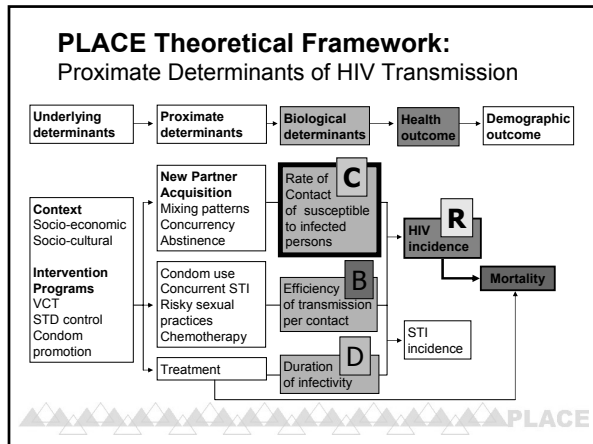 PLACE Theoretical Framework:
Proximate Determinants of HIV Transmission
Underlying
determinants
Proximate
determinants
Biological
determinants
Health
outcome
Demographic
outcome
Context
Socio-economic
Socio-cultural
Intervention
Programs
VCT
STD control
Condom
promotion
New Partner
Acquisition
Mixing patterns
Concurrency
Abstinence
Condom use
Concurrent STI
Risky sexual
practices
Chemotherapy
Treatment
C
Rate of
Contact
of susceptible
to infected
persons
B
Efficiency
of transmission
per contact
D
Duration
of infectivity
R
HIV
incidence
STI
incidence
Mortality
PLACE